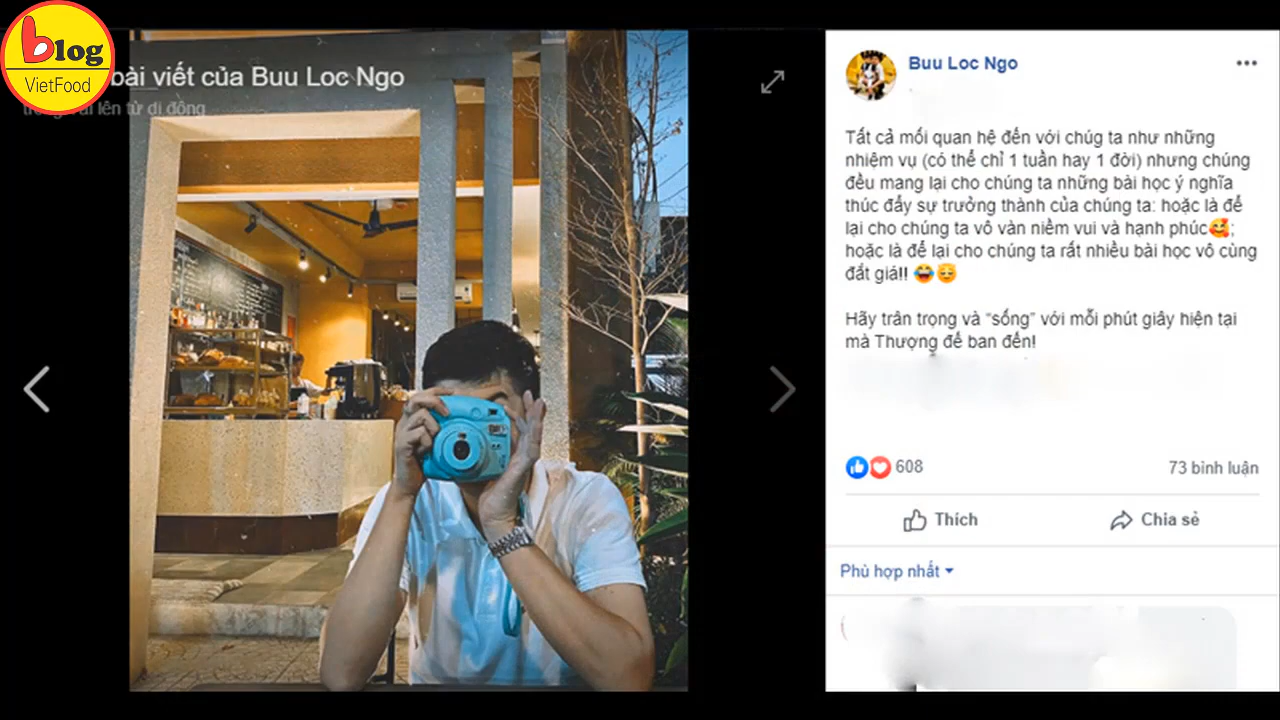 blog
VietFood
bài viết của Buu Loc Ngo
lên từ di động
Buu Loc Ngo
Tất cả mối quan hệ đến với chúng ta như những
nhiệm vụ (có thể chỉ 1 tuần hay 1 đời) nhưng chúng
đều mang lại cho chúng ta những bài học ý nghĩa
thúc đẩy sự trưởng thành của chúng ta: hoặc là để
lại cho chúng ta vô vàn niềm vui và hạnh phúc🥰;
hoặc là để lại cho chúng ta rất nhiều bài học vô cùng
đắt giá!! 😂😌
Hãy trân trọng và “sống” với mỗi phút giây hiện tại
mà Thượng đế ban đến!
608
73 bình luận
Thích
Chia sẻ
Phù hợp nhất